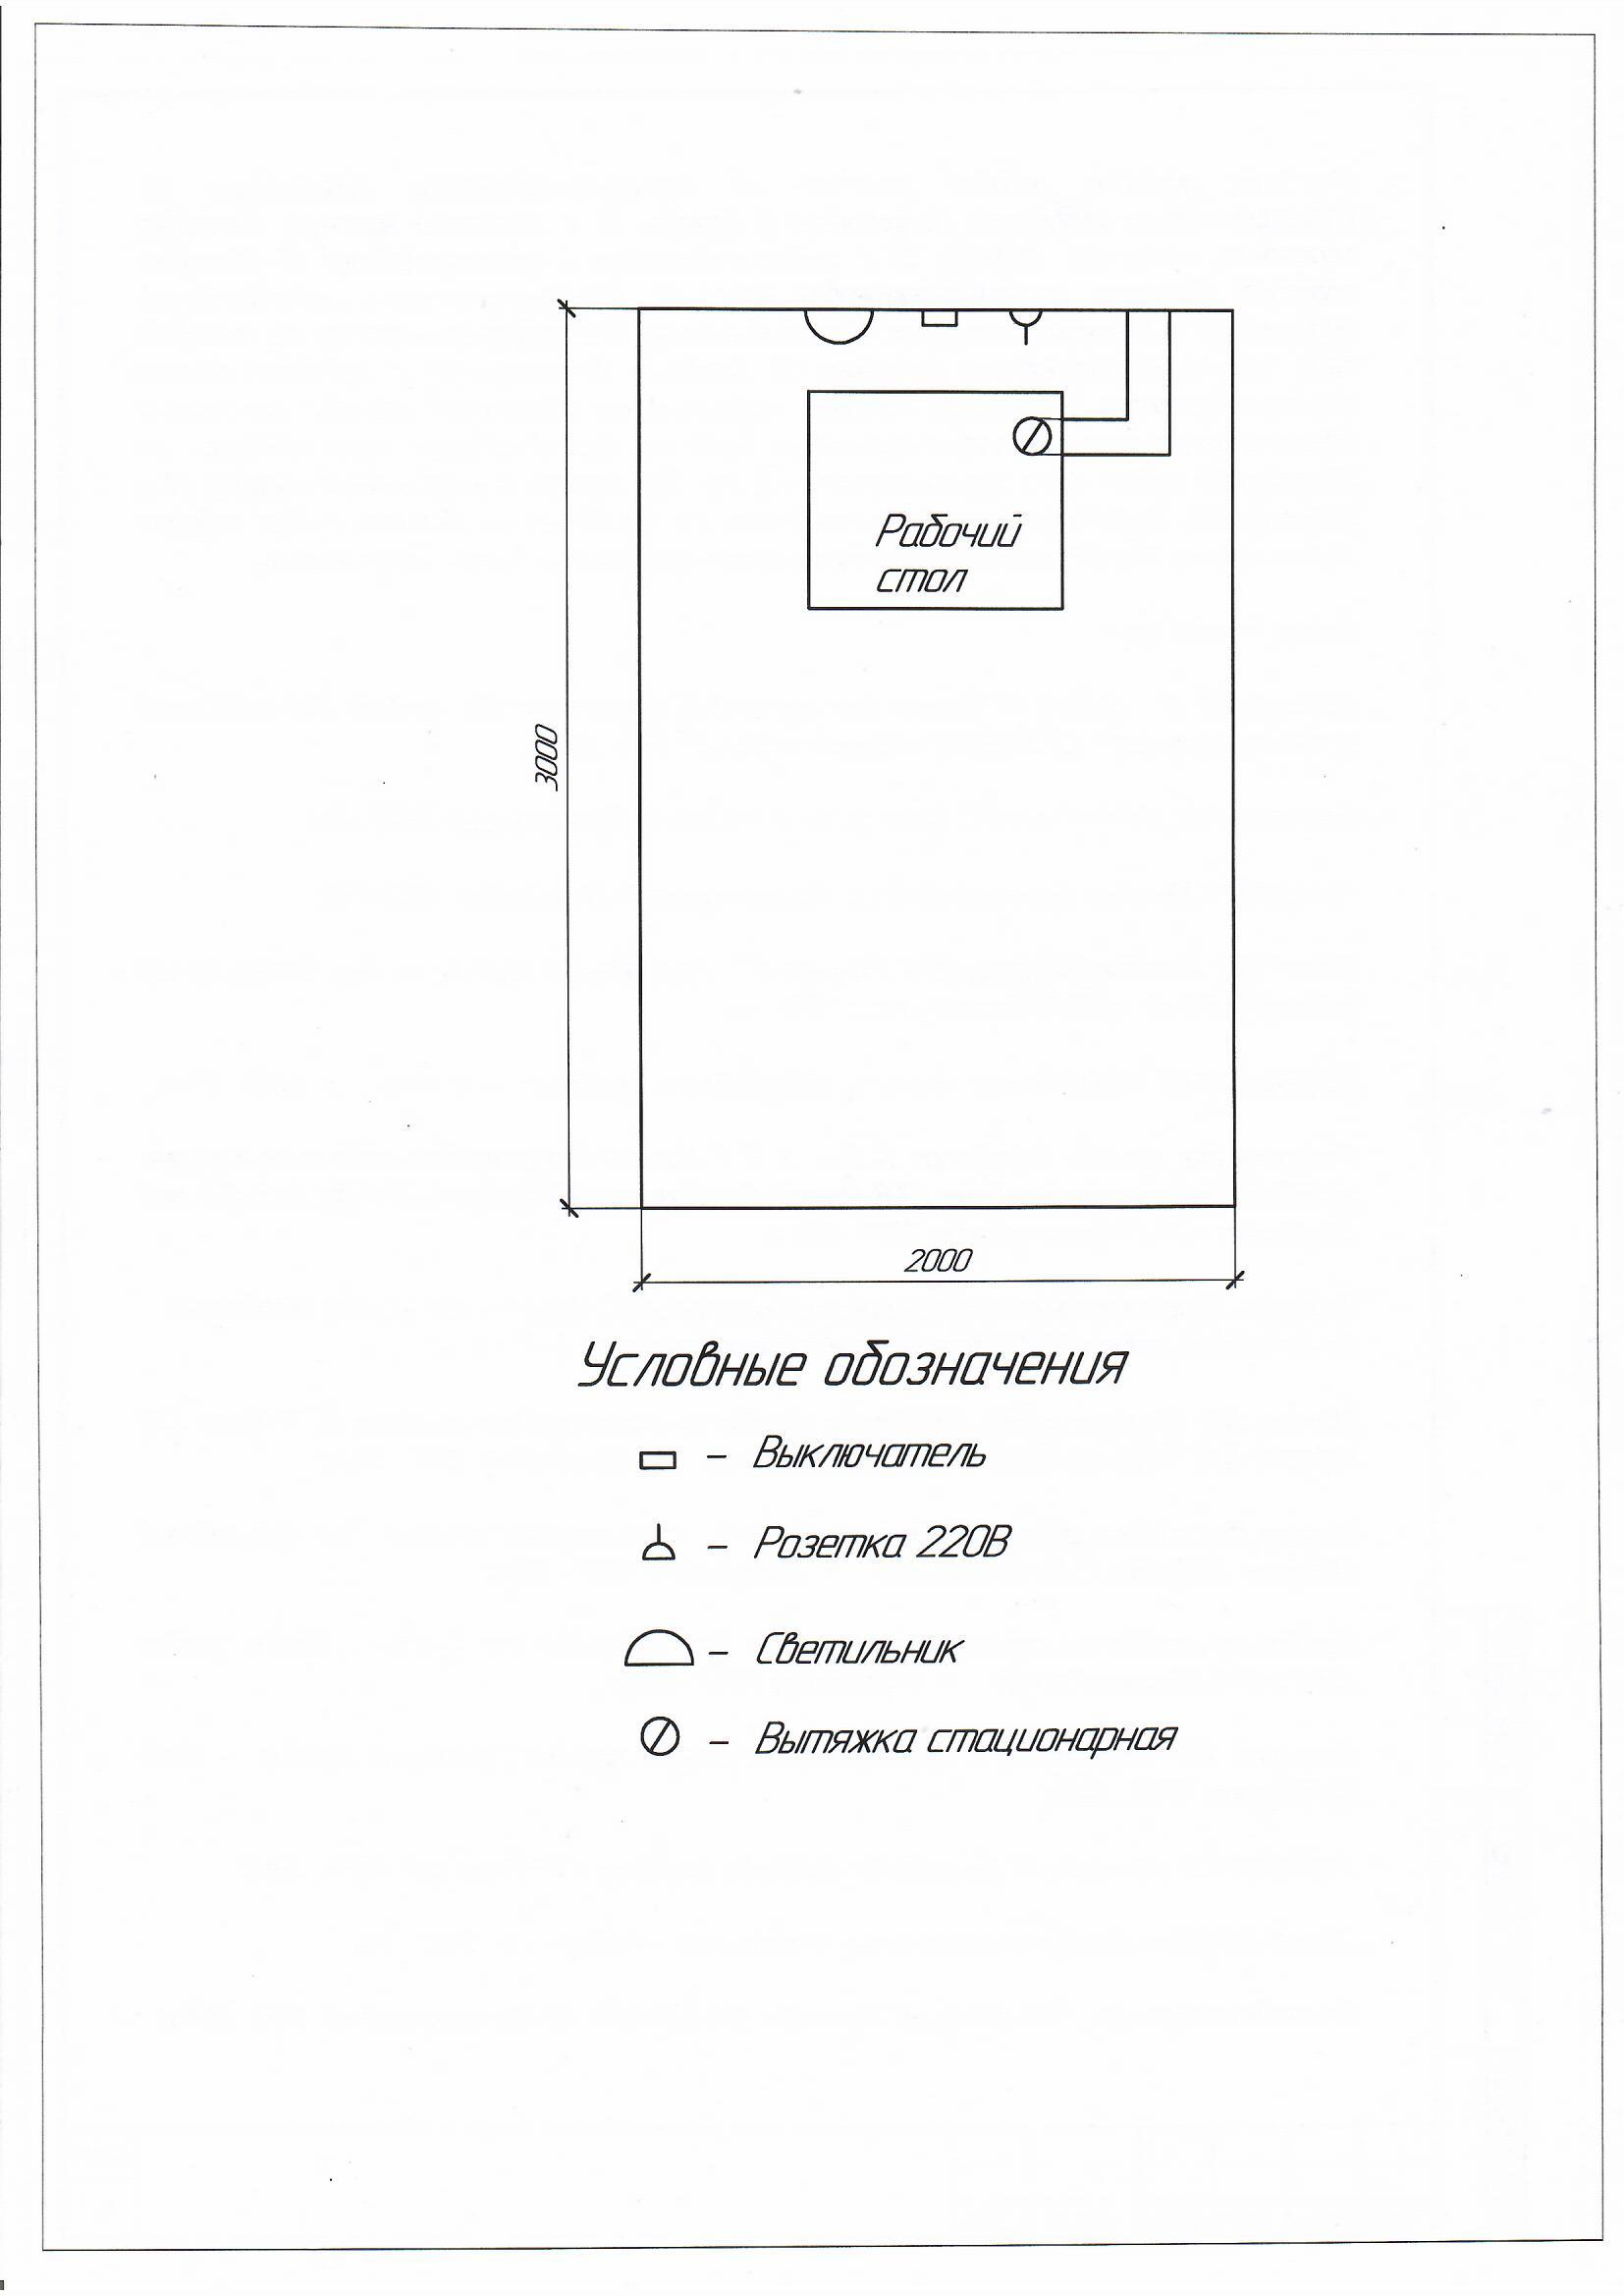 Рабочий
стол
3000
2000
Условные обозначения
– Выключатель
– Розетка 220В
– Светильник
– Вытяжка стационарная